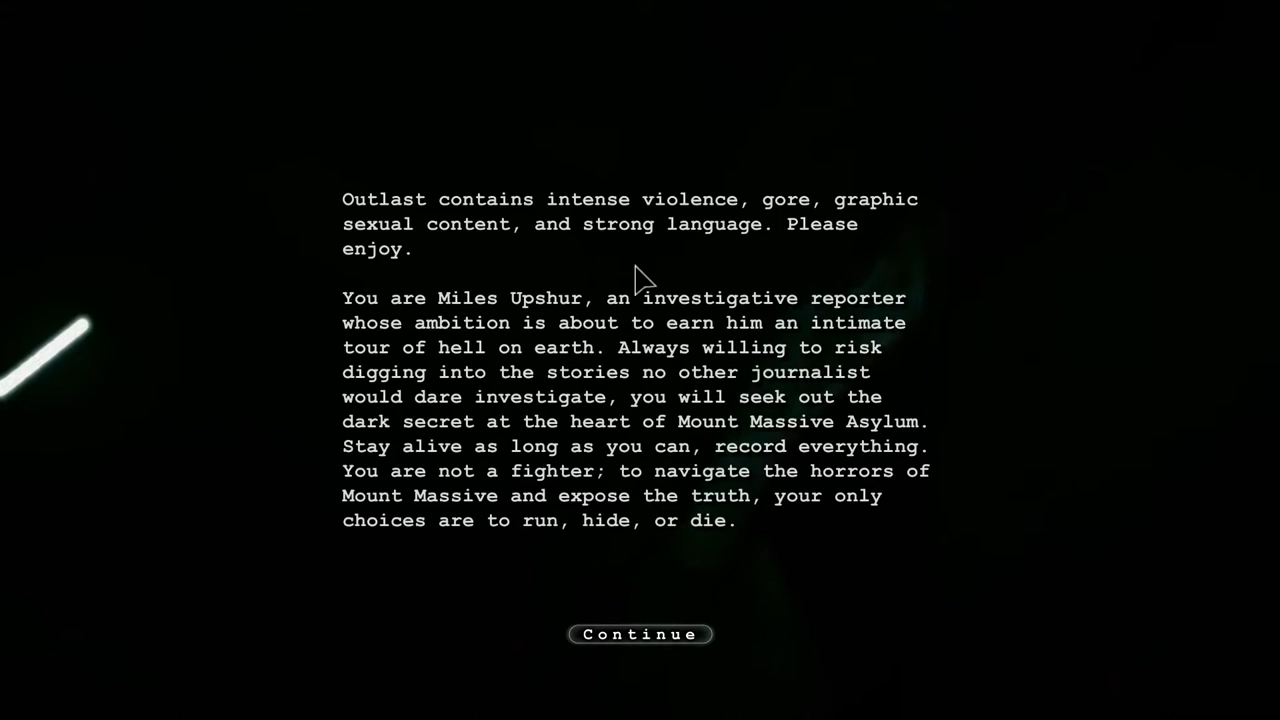 Outlast contains intense violence, gore, graphic
sexual content, and strong language. Please
enjoy.
You are Miles Upshur, an investigative reporter
whose ambition is about to earn him an intimate
tour of hell on earth. Always willing to risk
digging into the stories no other journalist
would dare investigate, you will seek out the
dark secret at the heart of Mount Massive Asylum.
Stay alive as long as you can, record everything.
You are not a fighter; to navigate the horrors of
Mount Massive and expose the truth, your only
choices are to run, hide, or die.
Continue